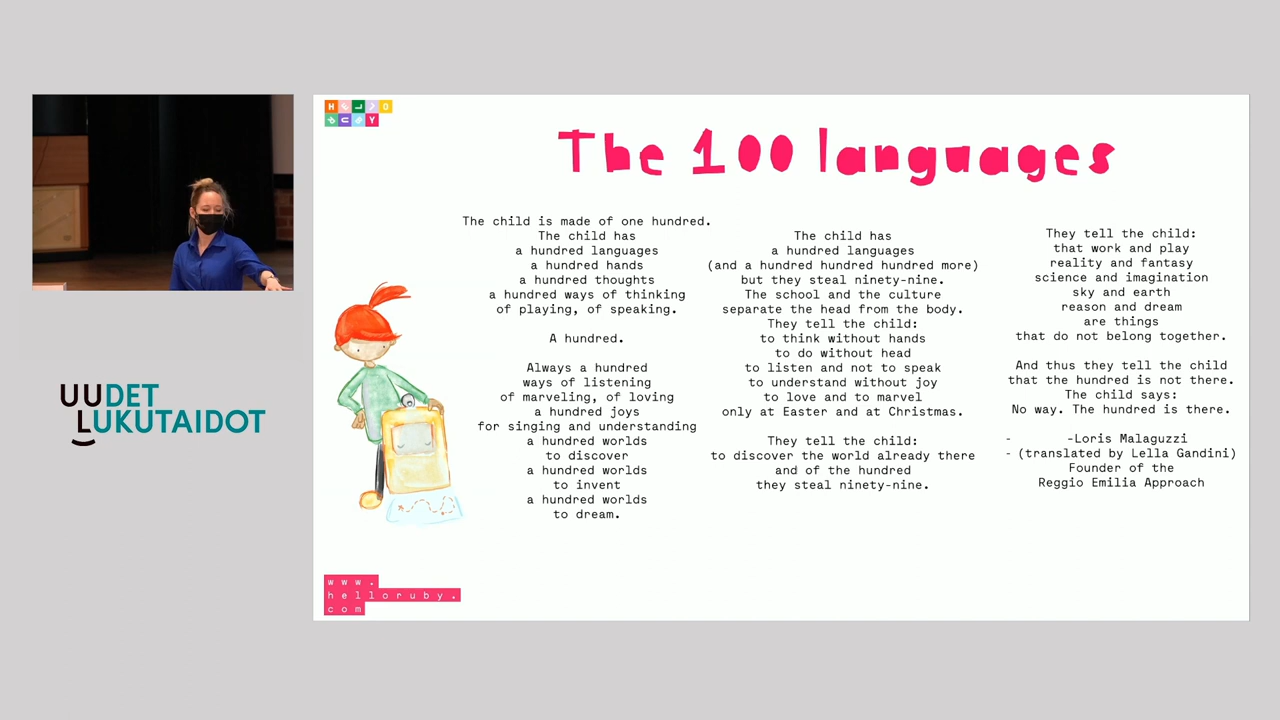 HELLO
RUBY
The 100 languages
The child is made of one hundred.
The child has
a hundred languages
a hundred hands
a hundred thoughts
a hundred ways of thinking
of playing, of speaking.
A hundred.
Always a hundred
ways of listening
of marveling, of loving
a hundred joys
for singing and understanding
a hundred worlds
to discover
a hundred worlds
to invent
a hundred worlds
to dream.
The child has
a hundred languages
(and a hundred hundred hundred more)
but they steal ninety-nine.
The school and the culture
separate the head from the body.
They tell the child:
to think without hands
to do without head
to listen and not to speak
to understand without joy
to love and to marvel
only at Easter and at Christmas.
They tell the child:
to discover the world already there
and of the hundred
they steal ninety-nine.
They tell the child:
that work and play
reality and fantasy
science and imagination
sky and earth
reason and dream
are things
that do not belong together.
And thus they tell the child
that the hundred is not there.
The child says:
No way. The hundred is there.
- -Loris Malaguzzi
- (translated by Lella Gandini)
Founder of the
Reggio Emilia Approach
UUDET
LUKUTAIDOT
www.
helloruby.
com